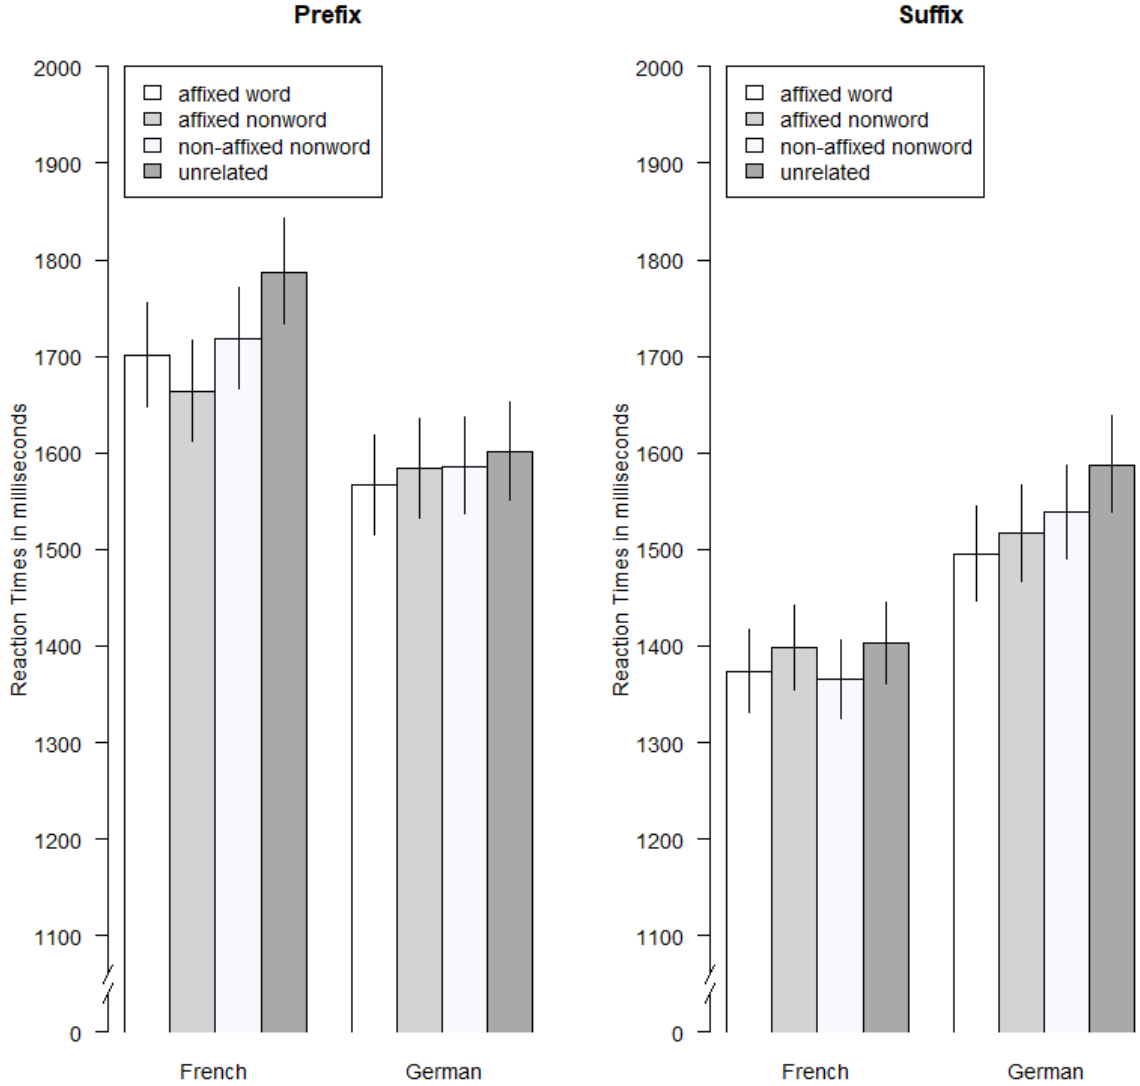 Prefix
2000
1900
1800
1700
1600
1500
1400
1300
1200
1100
0
Reaction Times in milliseconds
affixed word
affixed nonword
non-affixed nonword
unrelated
French
German
Suffix
2000
1900
1800
1700
1600
1500
1400
1300
1200
1100
0
Reaction Times in milliseconds
affixed word
affixed nonword
non-affixed nonword
unrelated
French
German